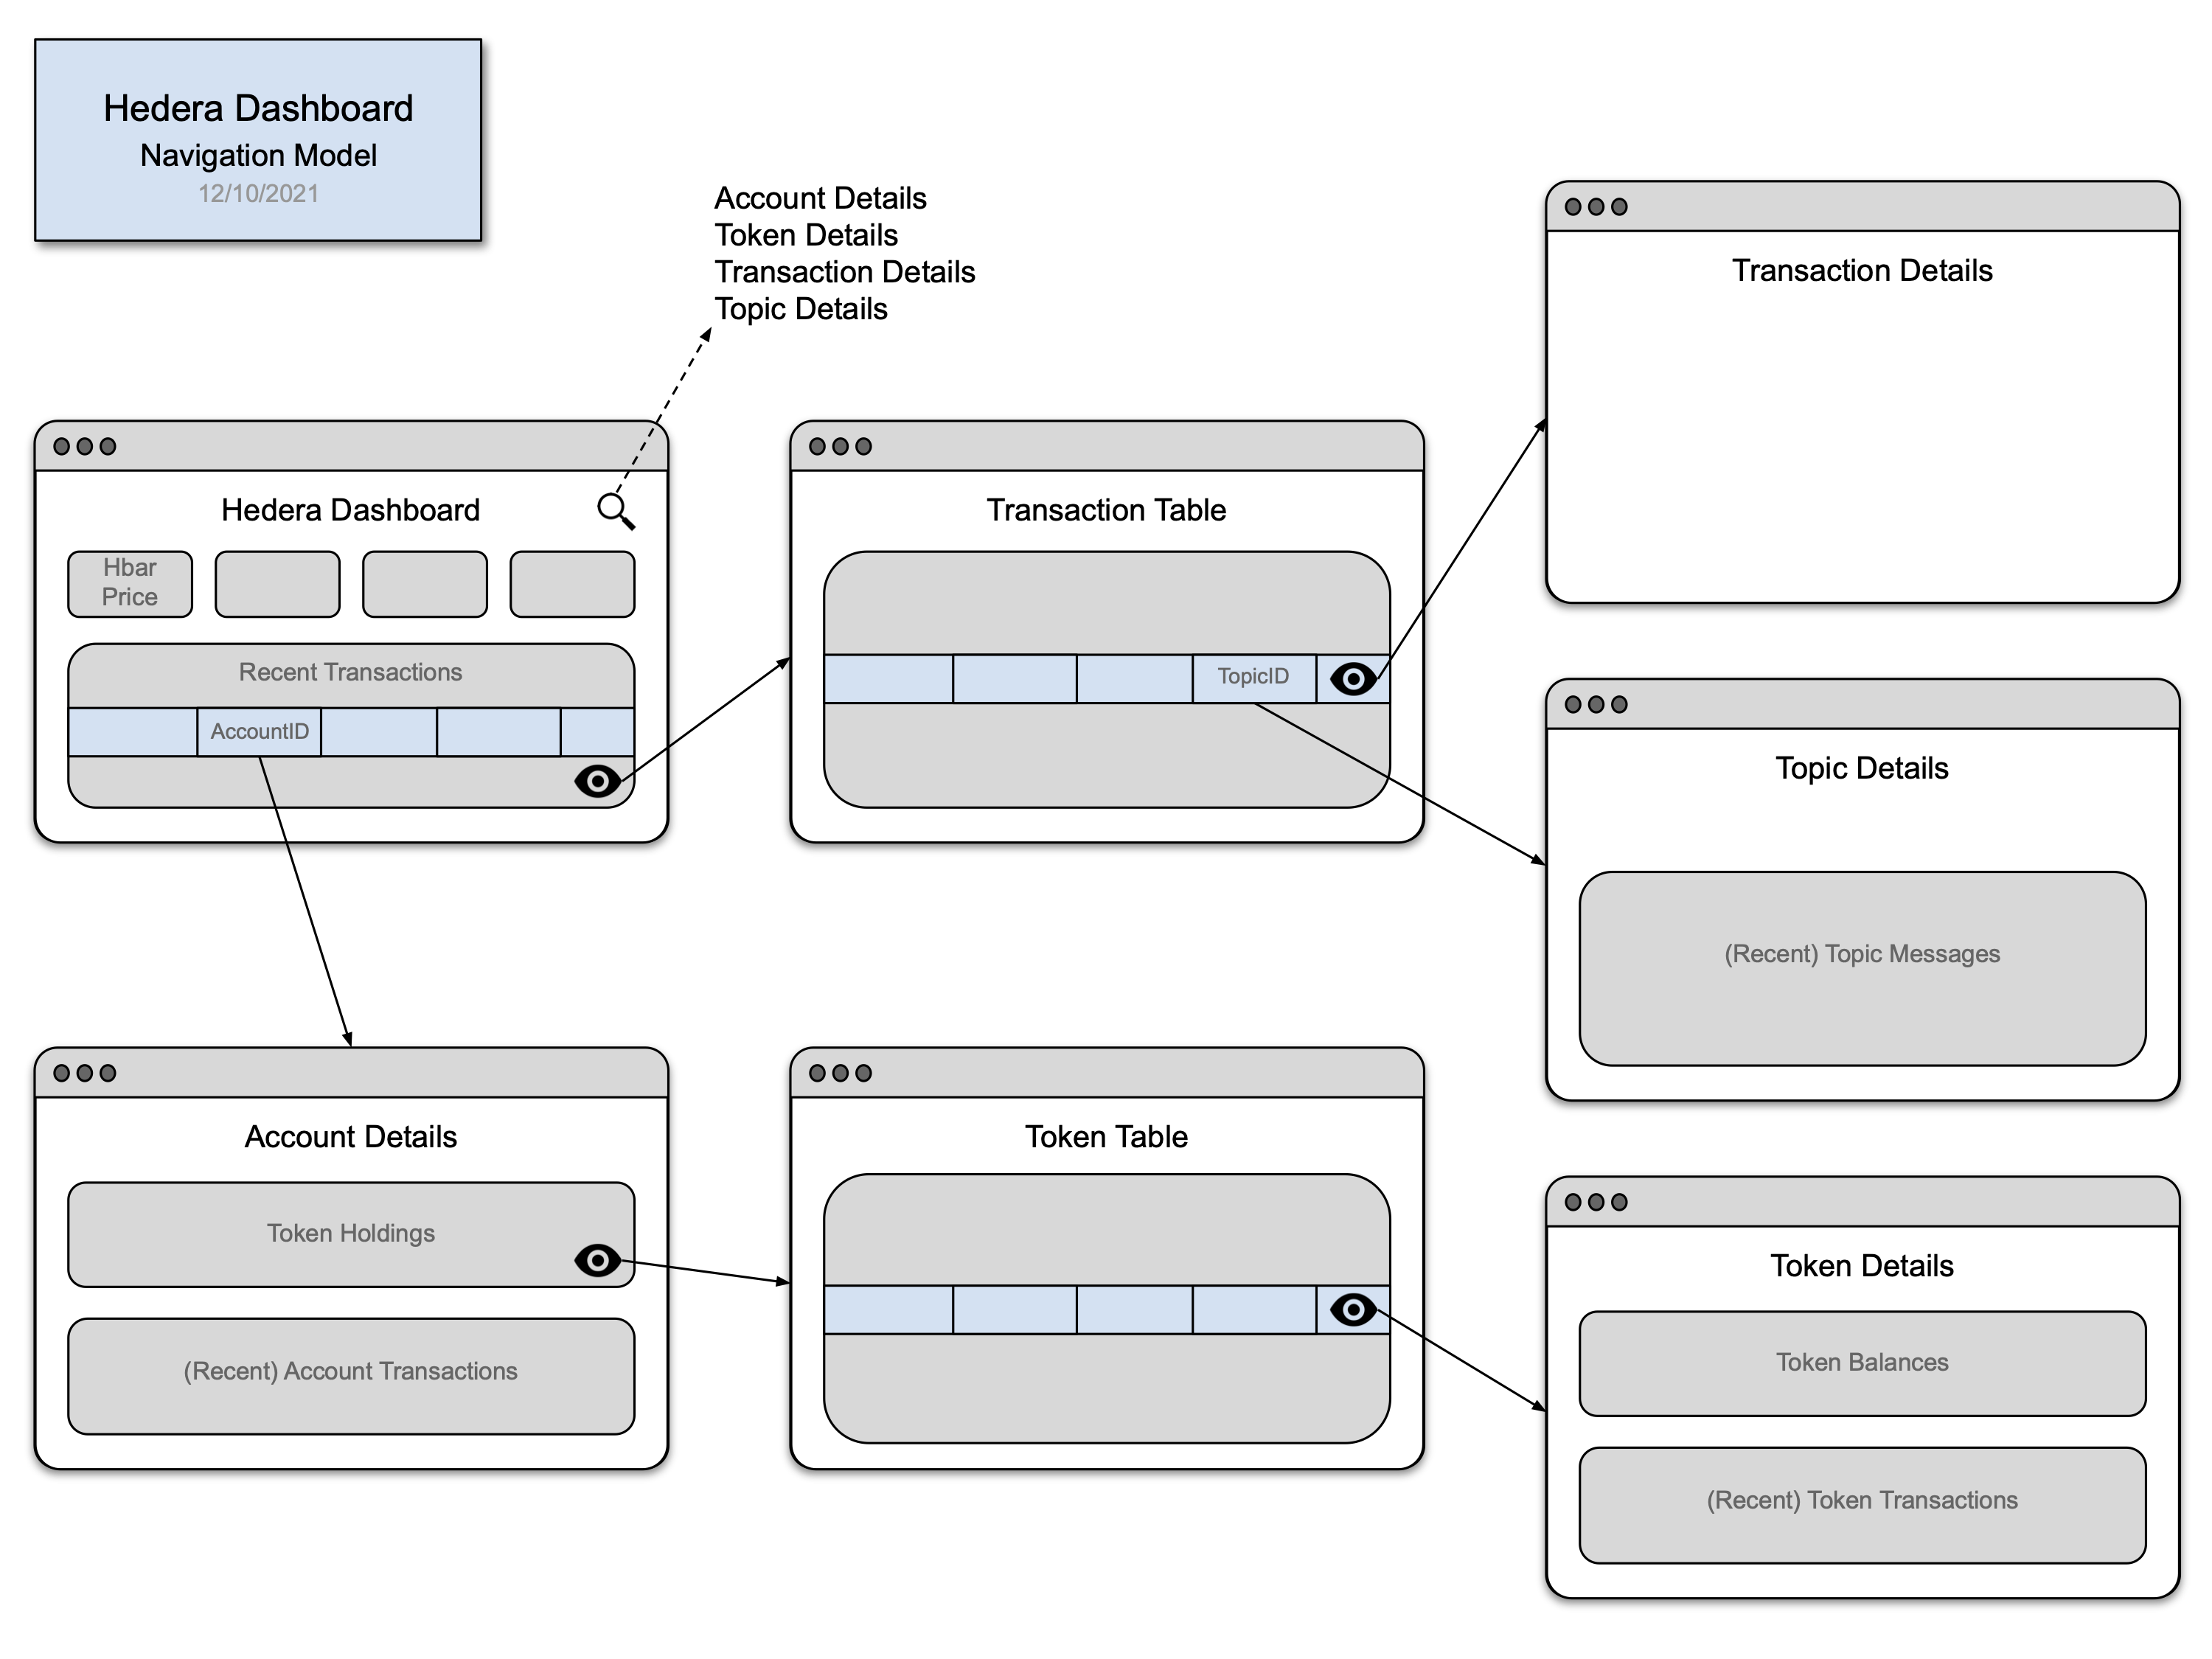 Hedera Dashboard
Navigation Model
12/10/2021
Account Details
Token Details
Transaction Details
Topic Details
Hedera Dashboard
Hbar
Price
Recent Transactions
AccountID
Transaction Table
TopicID
Transaction Details
Topic Details
(Recent) Topic Messages
Account Details
Token Holdings
(Recent) Account Transactions
Token Table
Token Details
Token Balances
(Recent) Token Transactions